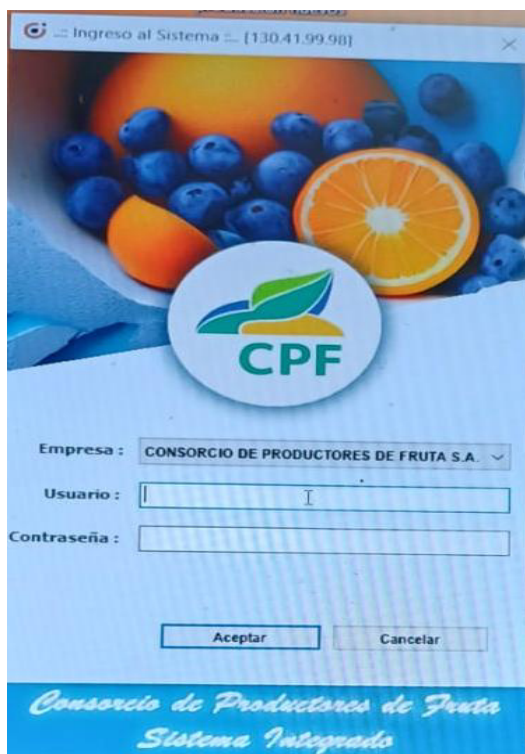 ..:: Ingreso al Sistema ::.. [130.41.99.98]
CPF
Empresa : CONSORCIO DE PRODUCTORES DE FRUTA S.A.
Usuario :
Contraseña :
Aceptar Cancelar
Consorcio de Productores de Fruta
Sistema Integrado